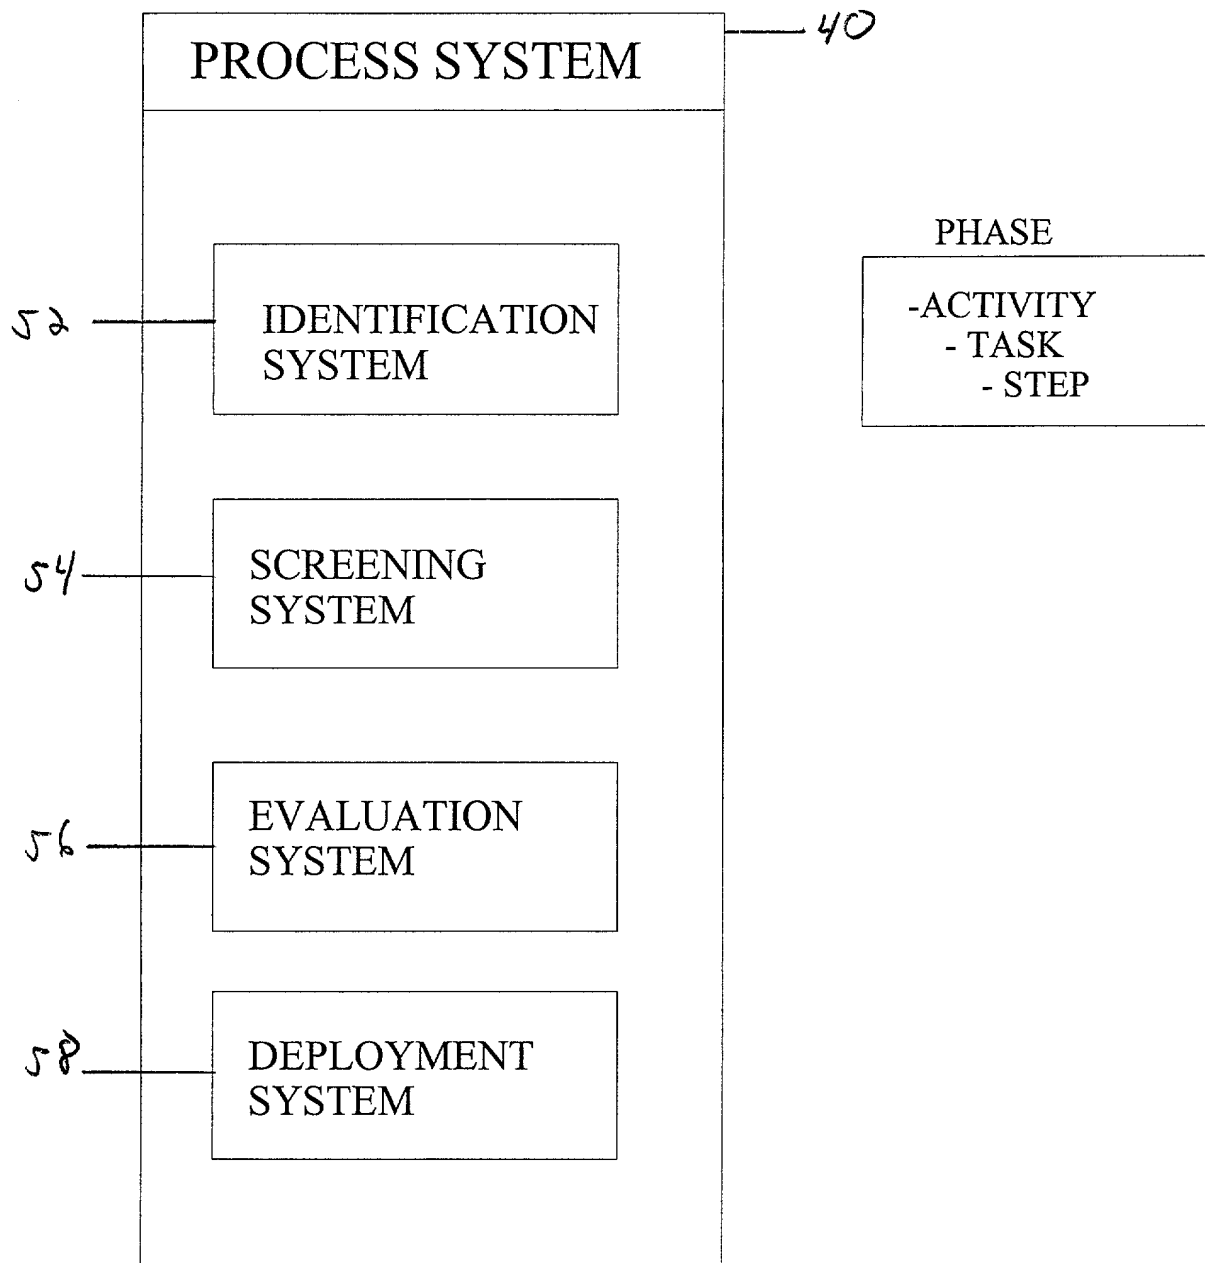 PROCESS SYSTEM
40
PHASE
-ACTIVITY
- TASK
- STEP
52
IDENTIFICATION
SYSTEM
54
SCREENING
SYSTEM
56
EVALUATION
SYSTEM
58
DEPLOYMENT
SYSTEM